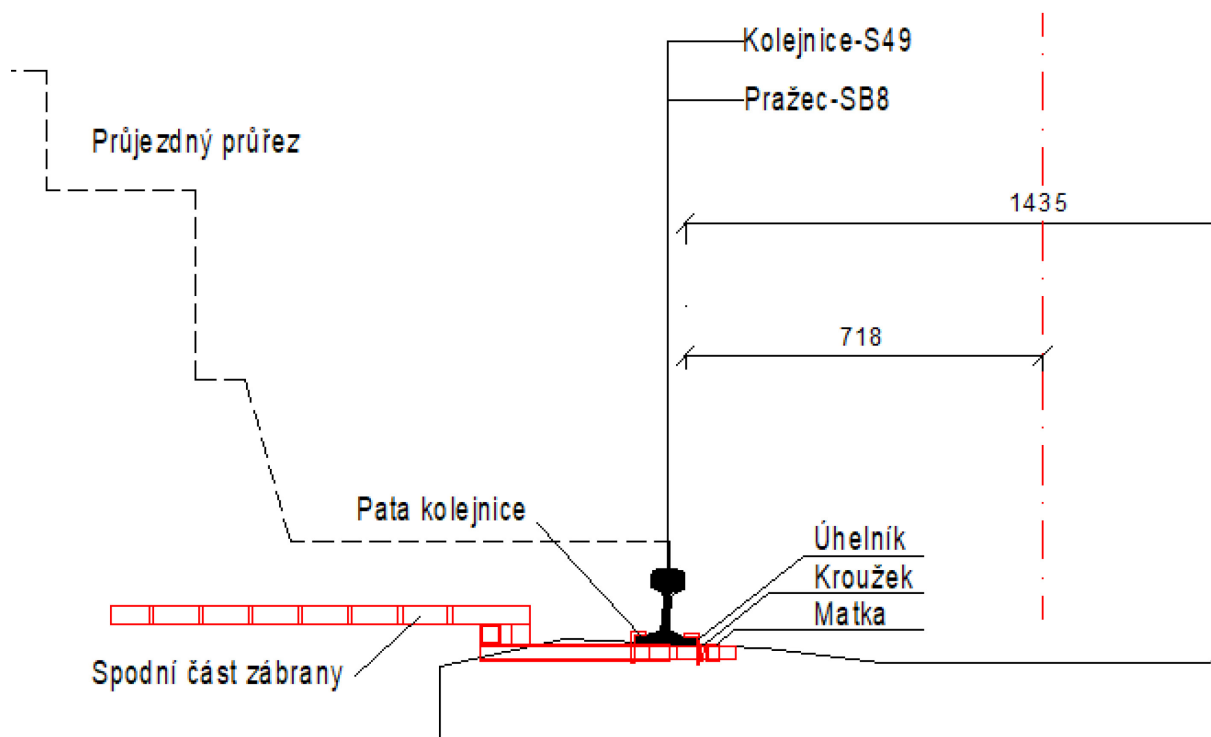 Kolejnice-S49
Pražec-SB8
Průjezdný průřez
1435
718
Pata kolejnice
Úhelník
Kroužek
Matka
Spodní část zábrany